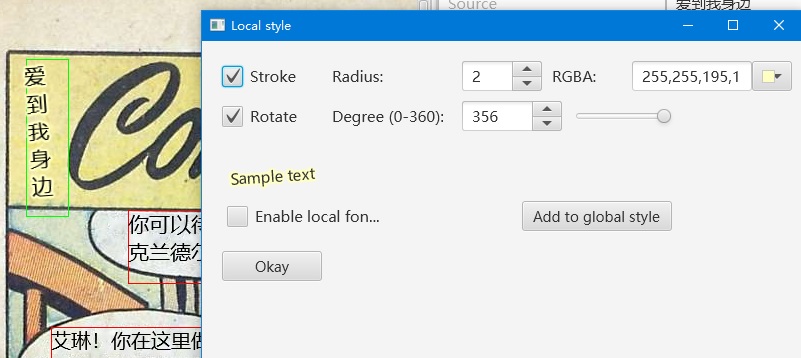 Source
爱到我身边
Local style
爱
到
我
身
边
Stroke Radius: 2 RGBA: 255,255,195,1
Rotate Degree (0-360): 356
Sample text
Enable local fon... Add to global style
Okay
你可以待
克兰德尔
艾琳！你在这里做